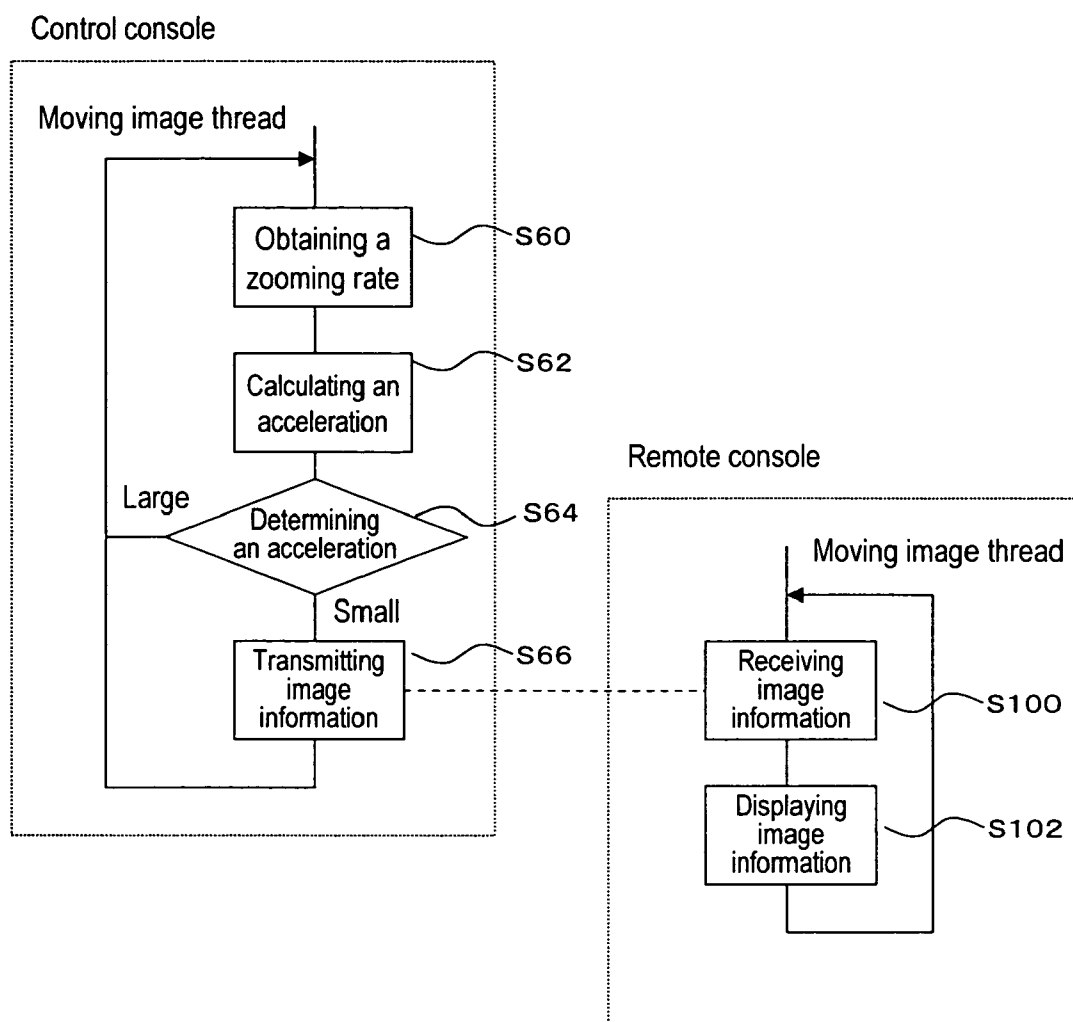 Control console
Moving image thread
Obtaining a
zooming rate
S60
Calculating an
acceleration
S62
Large
Determining
an acceleration
S64
Small
Transmitting
image
information
S66
Remote console
Moving image thread
Receiving
image
information
S100
Displaying
image
information
S102